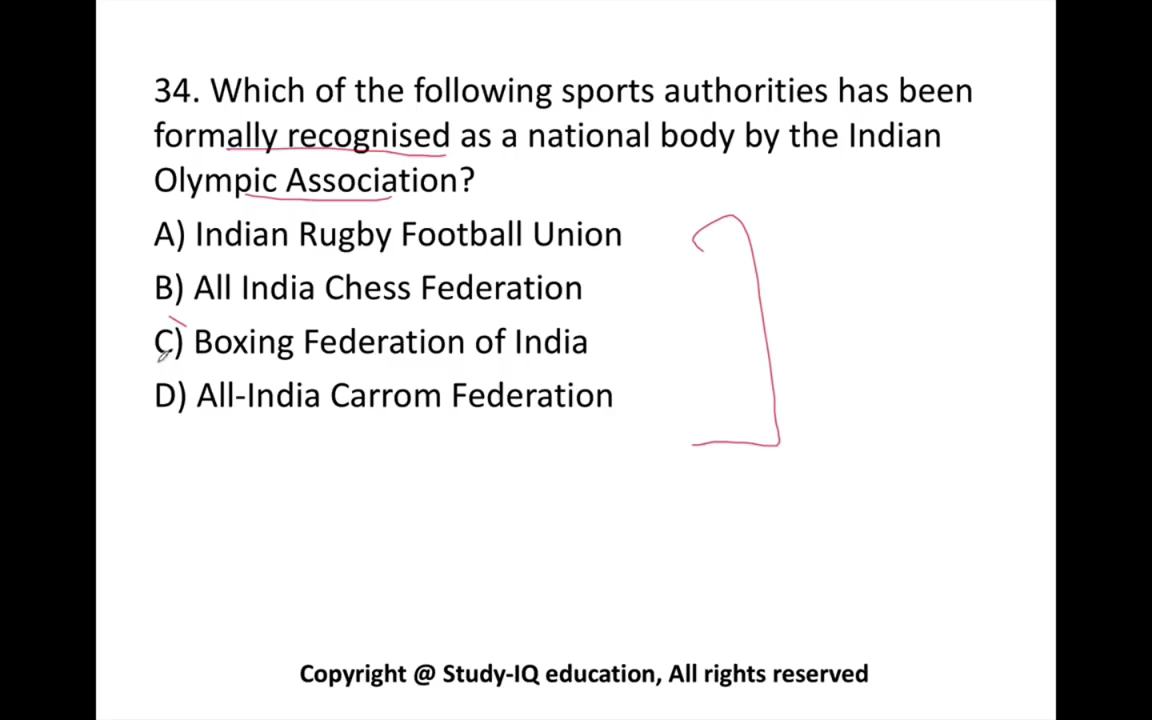 34. Which of the following sports authorities has been
formally recognised as a national body by the Indian
Olympic Association?
A) Indian Rugby Football Union
B) All India Chess Federation
C) Boxing Federation of India
D) All-India Carrom Federation
Copyright @ Study-IQ education, All rights reserved